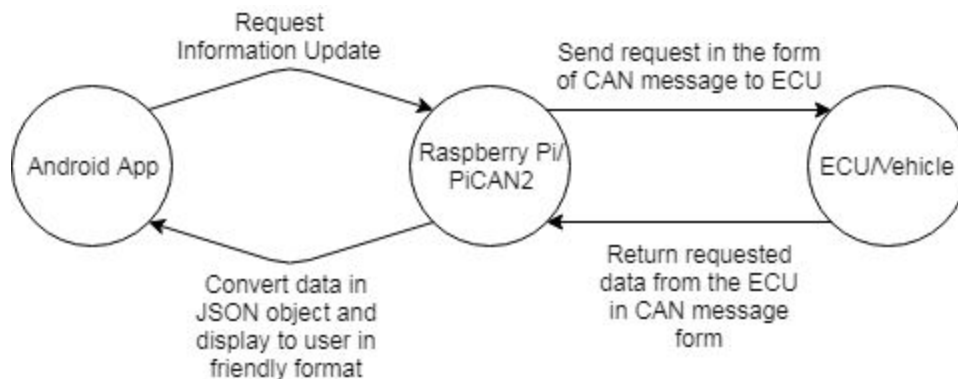 Request
Information Update
Send request in the form
of CAN message to ECU
Android App
Raspberry Pi/
PiCAN2
ECU/Vehicle
Convert data in
JSON object and
display to user in
friendly format
Return requested
data from the ECU
in CAN message
form